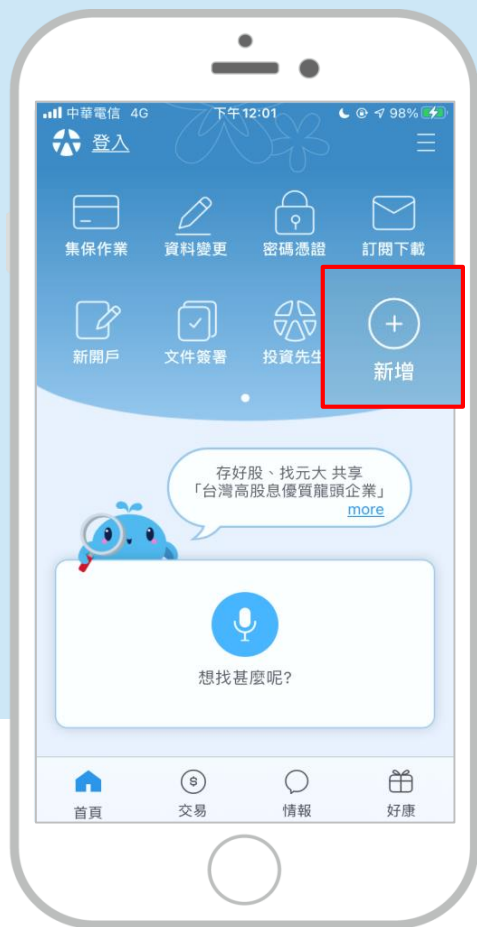 中華電信 4G 下午12:01 98%
登入
集保作業 資料變更 密碼憑證 訂閱下載
新開戶 文件簽署 投資先生 新增
存好股、找元大 共享
「台灣高股息優質龍頭企業」
more
想找甚麼呢?
首頁 交易 情報 好康